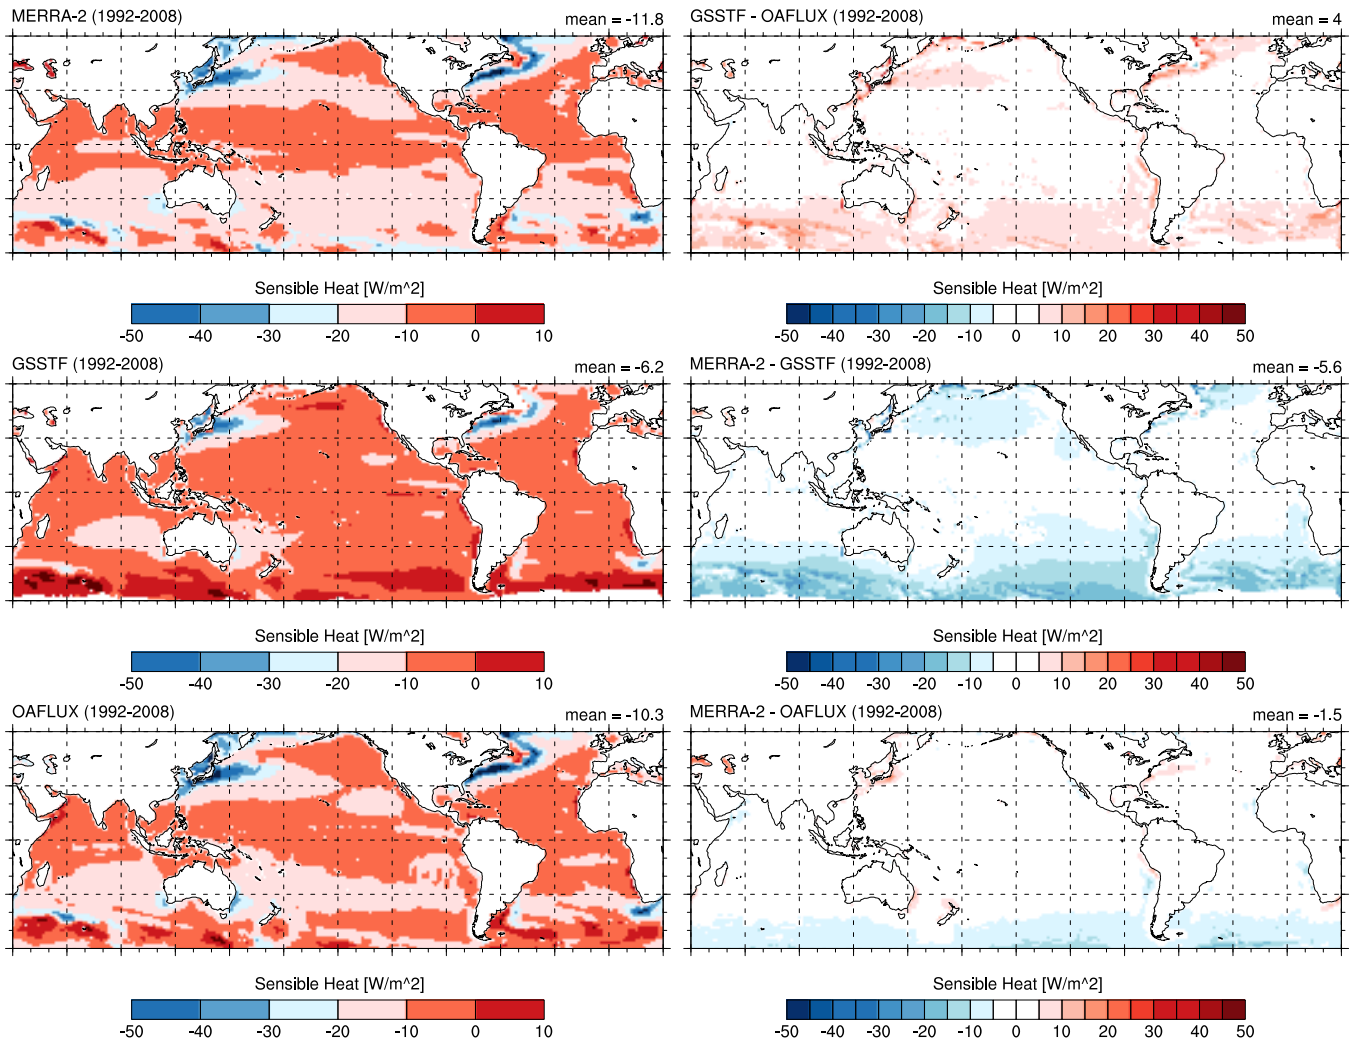 MERRA-2 (1992-2008) mean = -11.8
GSSTF - OAFLUX (1992-2008) mean = 4
Sensible Heat [W/m^2]
-50 -40 -30 -20 -10 0 10
Sensible Heat [W/m^2]
-50 -40 -30 -20 -10 0 10 20 30 40 50
GSSTF (1992-2008) mean = -6.2
MERRA-2 - GSSTF (1992-2008) mean = -5.6
Sensible Heat [W/m^2]
-50 -40 -30 -20 -10 0 10
Sensible Heat [W/m^2]
-50 -40 -30 -20 -10 0 10 20 30 40 50
OAFLUX (1992-2008) mean = -10.3
MERRA-2 - OAFLUX (1992-2008) mean = -1.5
Sensible Heat [W/m^2]
-50 -40 -30 -20 -10 0 10
Sensible Heat [W/m^2]
-50 -40 -30 -20 -10 0 10 20 30 40 50